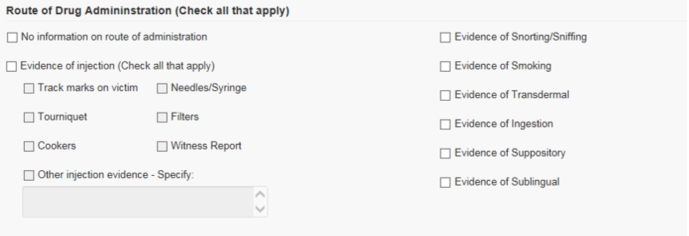 Route of Drug Admininstration (Check all that apply)
No information on route of administration
Evidence of injection (Check all that apply)
Track marks on victim Needles/Syringe
Tourniquet Filters
Cookers Witness Report
Other injection evidence - Specify:
Evidence of Snorting/Sniffing
Evidence of Smoking
Evidence of Transdermal
Evidence of Ingestion
Evidence of Suppository
Evidence of Sublingual